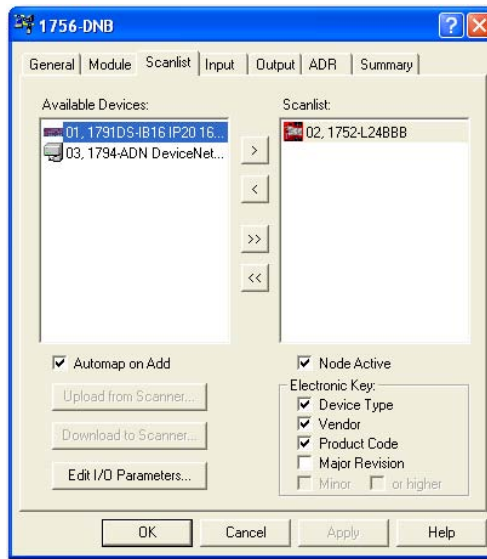 1756-DNB
General Module Scanlist Input Output ADR Summary
Available Devices:
01, 1791DS-IB16 IP20 16...
03, 1794-ADN DeviceNet...
>
<
>>
<<
Scanlist:
02, 1752-L24BBB
Automap on Add
Upload from Scanner...
Download to Scanner...
Edit I/O Parameters...
Node Active
Electronic Key:
Device Type
Vendor
Product Code
Major Revision
Minor or higher
OK Cancel Apply Help